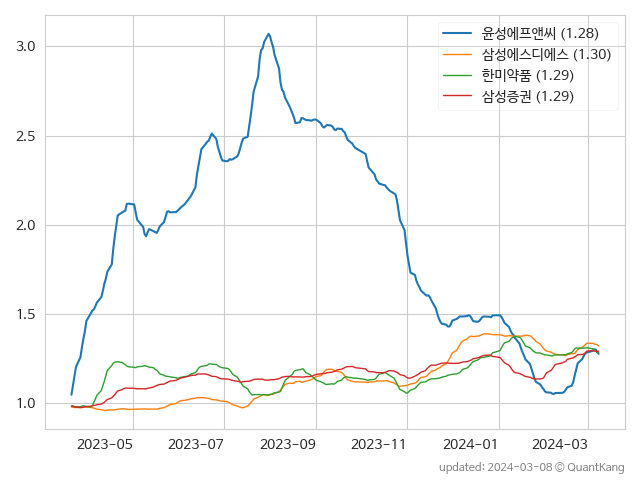 윤성에프앤씨 (1.28)
삼성에스디에스 (1.30)
한미약품 (1.29)
삼성증권 (1.29)
3.0
2.5
2.0
1.5
1.0
2023-05 2023-07 2023-09 2023-11 2024-01 2024-03
updated: 2024-03-08 © QuantKang